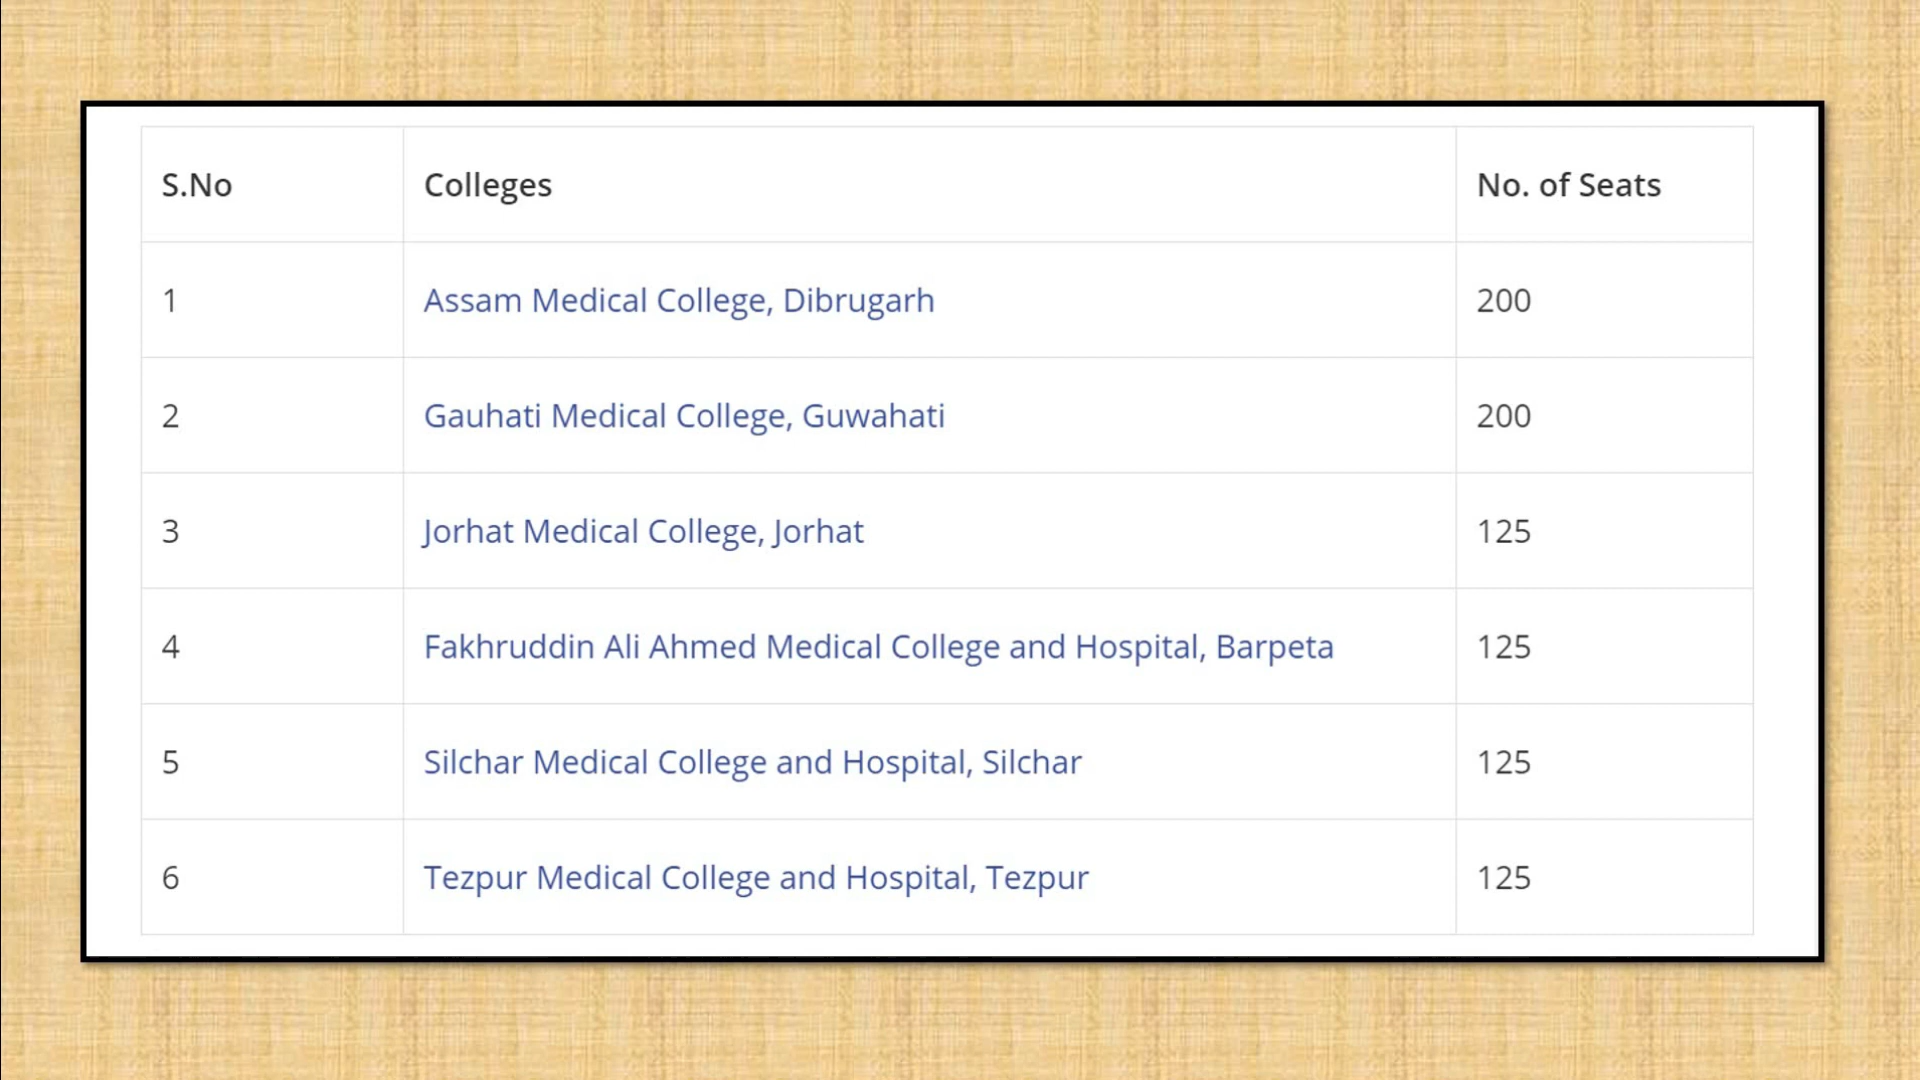 S.No Colleges No. of Seats
1 Assam Medical College, Dibrugarh 200
2 Gauhati Medical College, Guwahati 200
3 Jorhat Medical College, Jorhat 125
4 Fakhruddin Ali Ahmed Medical College and Hospital, Barpeta 125
5 Silchar Medical College and Hospital, Silchar 125
6 Tezpur Medical College and Hospital, Tezpur 125